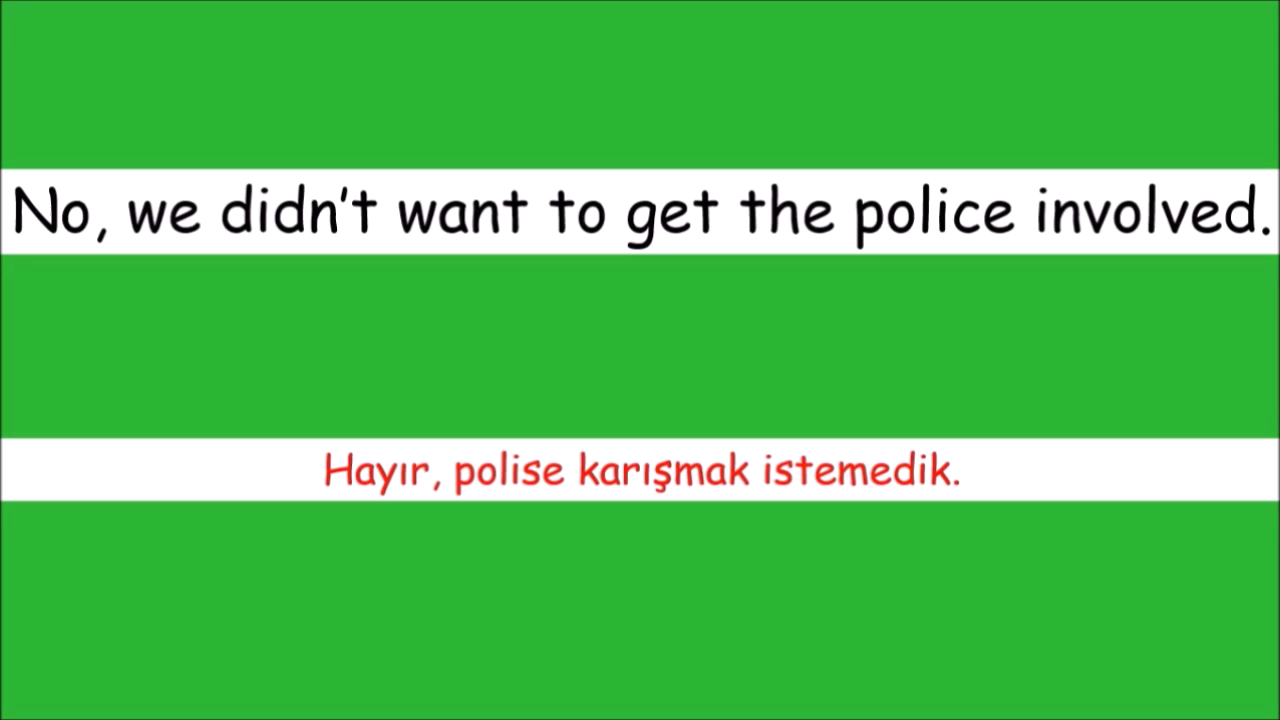 No, we didn't want to get the police involved.
Hayır, polise karışmak istemedik.